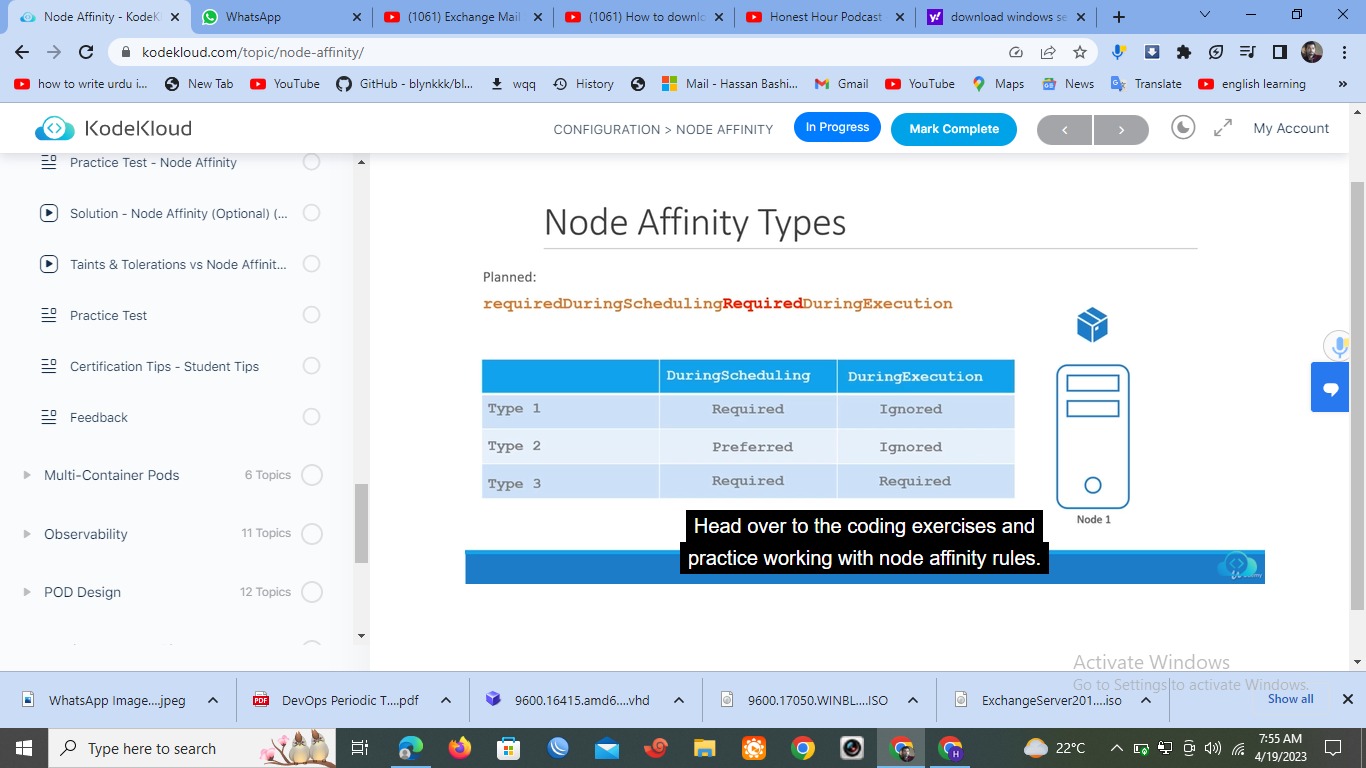 Node Affinity - KodeKl
WhatsApp
(1061) Exchange Mail
(1061) How to downlo
Honest Hour Podcast
download windows se
kodekloud.com/topic/node-affinity/
how to write urdu i...
New Tab
YouTube
GitHub - blynkkk/bl...
wqq
History
Mail - Hassan Bashi...
Gmail
YouTube
Maps
News
Translate
english learning
KodeKloud
CONFIGURATION > NODE AFFINITY
In Progress
Mark Complete
My Account
Practice Test - Node Affinity
Solution - Node Affinity (Optional) (...
Taints & Tolerations vs Node Affinit...
Practice Test
Certification Tips - Student Tips
Feedback
Multi-Container Pods 6 Topics
Observability 11 Topics
POD Design 12 Topics
Node Affinity Types
Planned:
requiredDuringSchedulingRequiredDuringExecution
DuringScheduling DuringExecution
Type 1 Required Ignored
Type 2 Preferred Ignored
Type 3 Required Required
Node 1
Head over to the coding exercises and
practice working with node affinity rules.
Activate Windows
Go to Settings to activate Windows.
WhatsApp Image....jpeg
DevOps Periodic T....pdf
9600.16415.amd6....vhd
9600.17050.WINBL....ISO
ExchangeServer201....iso
Show all
Type here to search
22°C
7:55 AM
4/19/2023